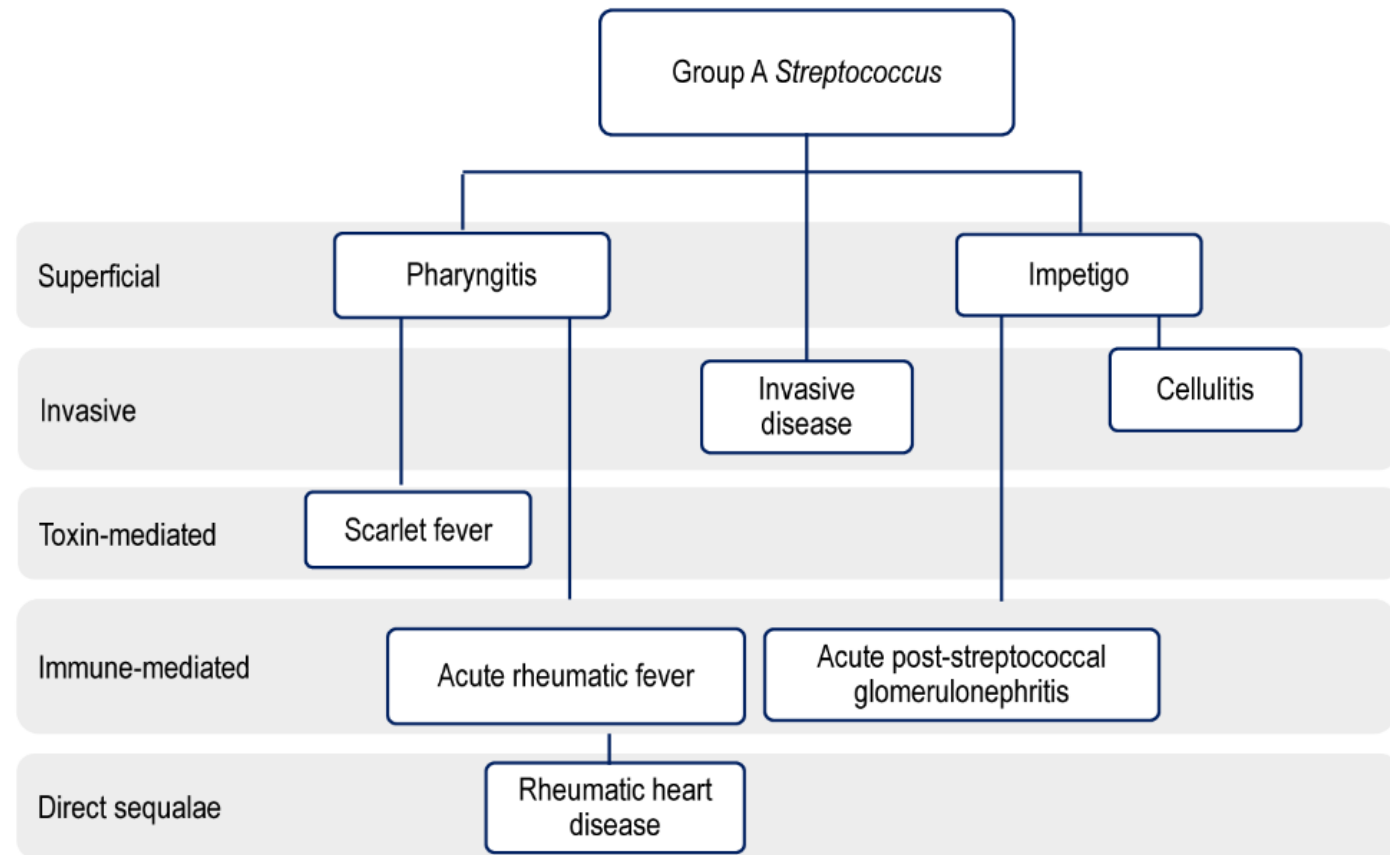 Group A Streptococcus
Superficial
Pharyngitis
Impetigo
Invasive
Invasive
disease
Cellulitis
Toxin-mediated
Scarlet fever
Immune-mediated
Acute rheumatic fever
Acute post-streptococcal
glomerulonephritis
Direct sequalae
Rheumatic heart
disease